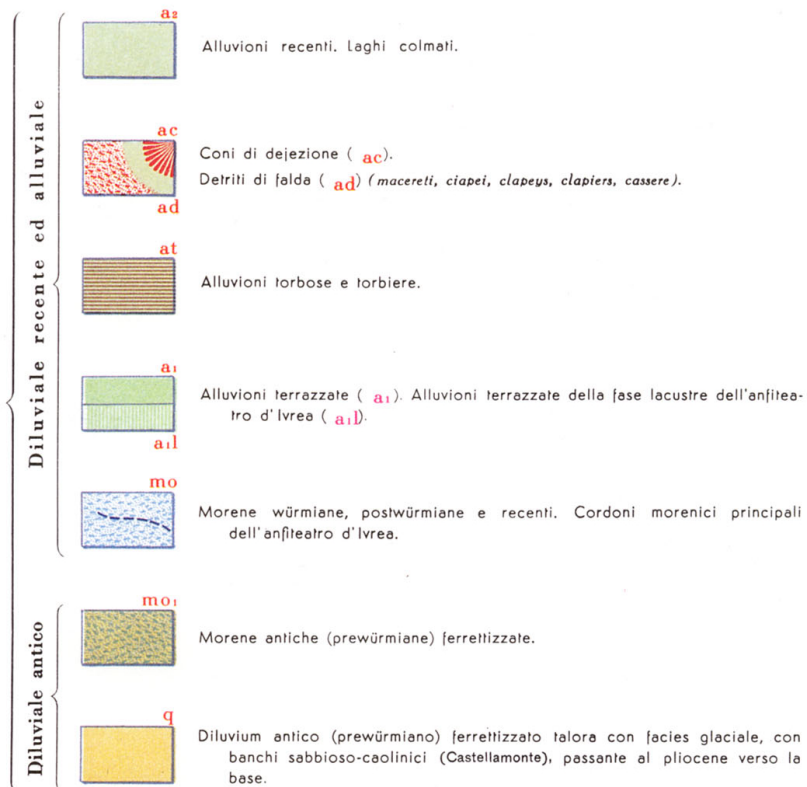 Diluviale recente ed alluviale
a₂
Alluvioni recenti. Laghi colmati.
ac
Coni di dejezione ( ac).
Detriti di falda ( ad) (macereti, ciapei, clapeys, clapiers, cassere).
ad
at
Alluvioni torbose e torbiere.
a₁
Alluvioni terrazzate ( a₁). Alluvioni terrazzate della fase lacustre dell'anfitea-
tro d'Ivrea ( a₁l).
a₁l
mo
Morene würmiane, postwürmiane e recenti. Cordoni morenici principali
dell'anfiteatro d'Ivrea.
Diluviale antico
mo₁
Morene antiche (prewürmiane) ferrettizzate.
q
Diluvium antico (prewürmiano) ferrettizzato talora con facies glaciale, con
banchi sabbioso-caolinici (Castellamonte), passante al pliocene verso la
base.